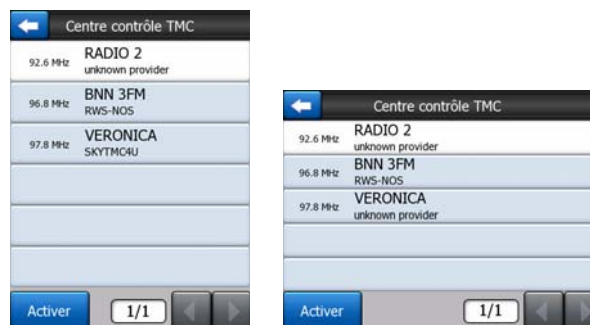 Centre contrôle TMC
92.6 MHz RADIO 2
unknown provider
96.8 MHz BNN 3FM
RWS-NOS
97.8 MHz VERONICA
SKYTMC4U
Activer 1/1
Centre contrôle TMC
92.6 MHz RADIO 2
unknown provider
96.8 MHz BNN 3FM
RWS-NOS
97.8 MHz VERONICA
unknown provider
Activer 1/1